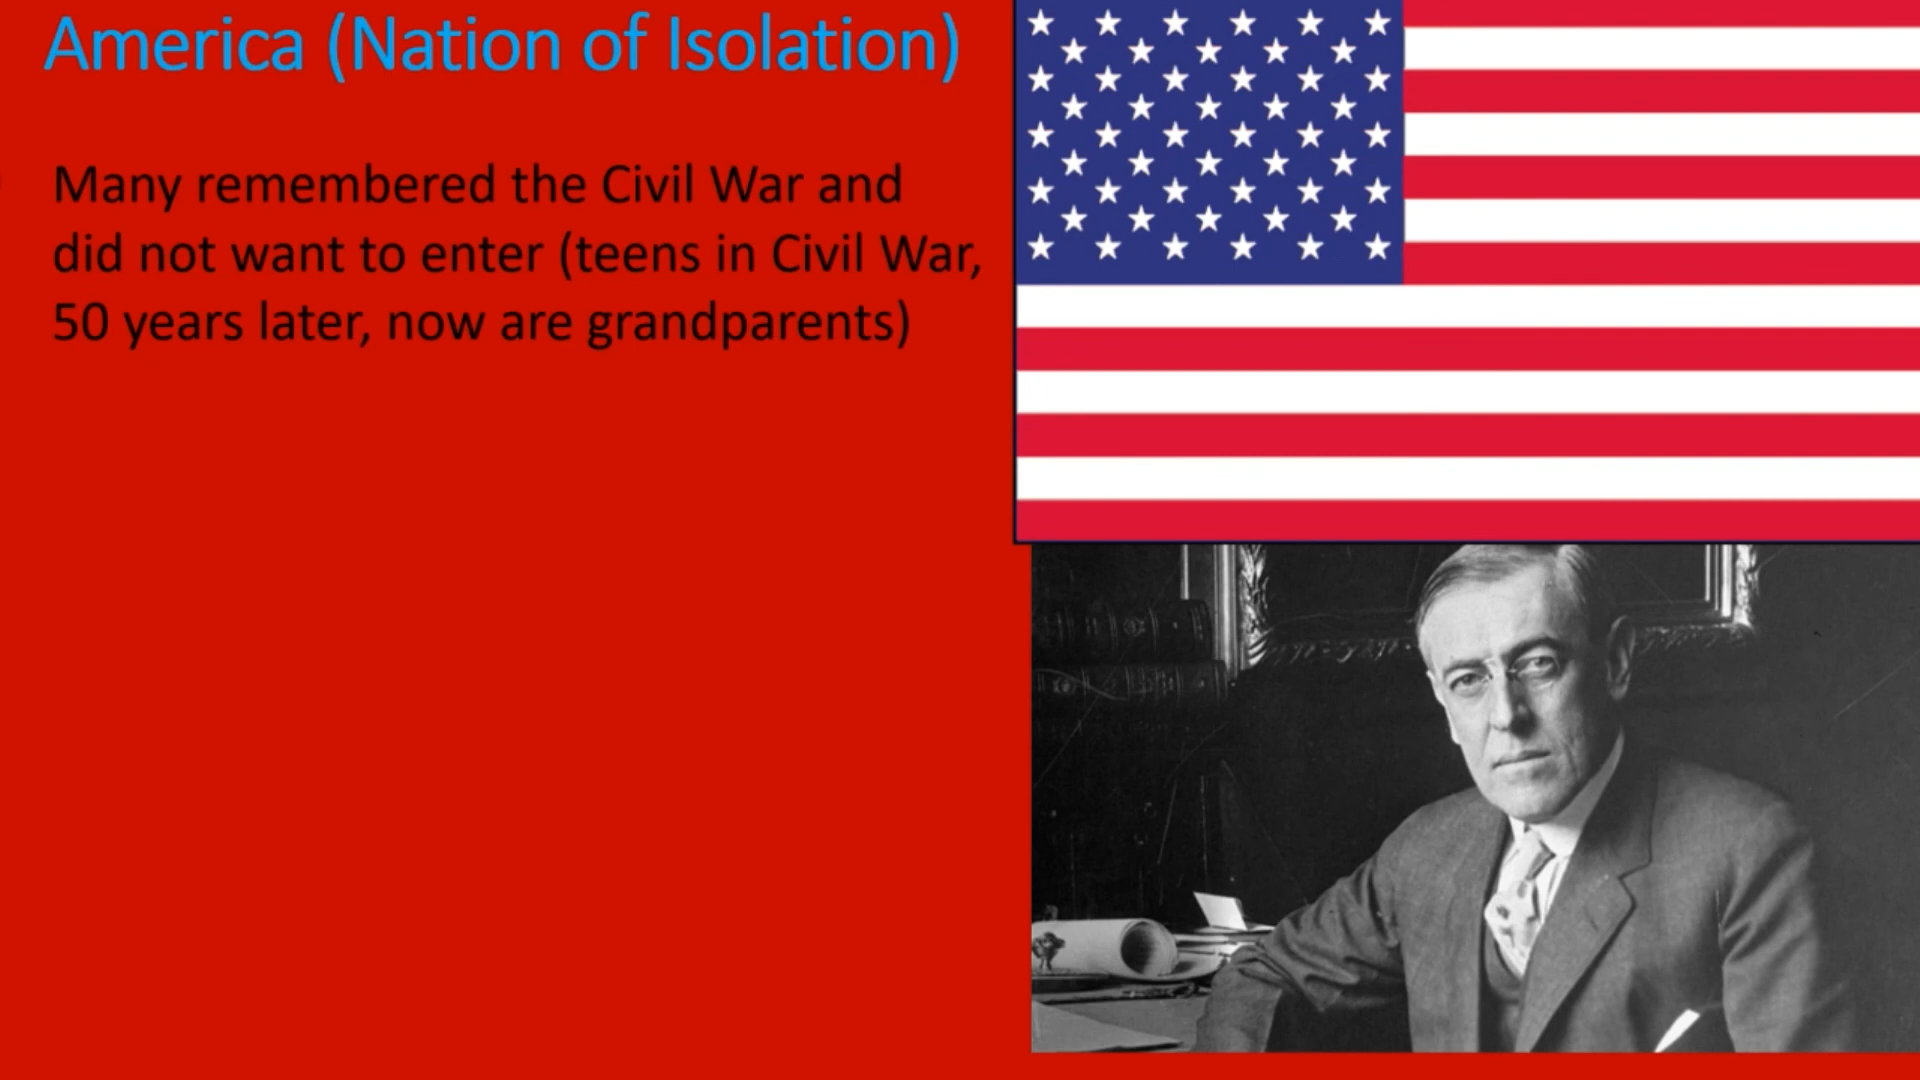 America (Nation of Isolation)
Many remembered the Civil War and
did not want to enter (teens in Civil War,
50 years later, now are grandparents)